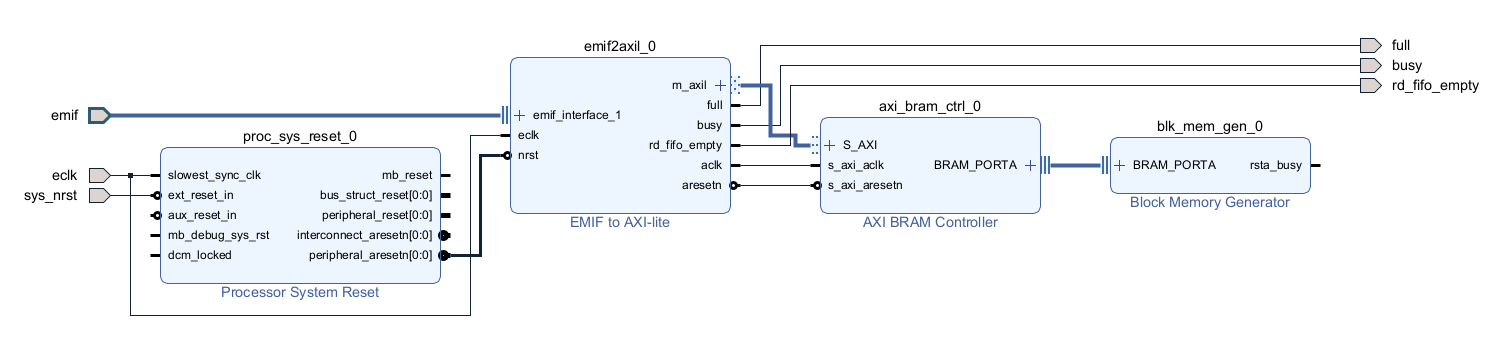 emif
eclk
sys_nrst
proc_sys_reset_0
slowest_sync_clk
ext_reset_in
aux_reset_in
mb_debug_sys_rst
dcm_locked
mb_reset
bus_struct_reset[0:0]
peripheral_reset[0:0]
interconnect_aresetn[0:0]
peripheral_aresetn[0:0]
Processor System Reset
emif2axil_0
emif_interface_1
eclk
nrst
m_axil
full
busy
rd_fifo_empty
aclk
aresetn
EMIF to AXI-lite
axi_bram_ctrl_0
S_AXI
s_axi_aclk
s_axi_aresetn
BRAM_PORTA
AXI BRAM Controller
blk_mem_gen_0
BRAM_PORTA
rsta_busy
Block Memory Generator
full
busy
rd_fifo_empty